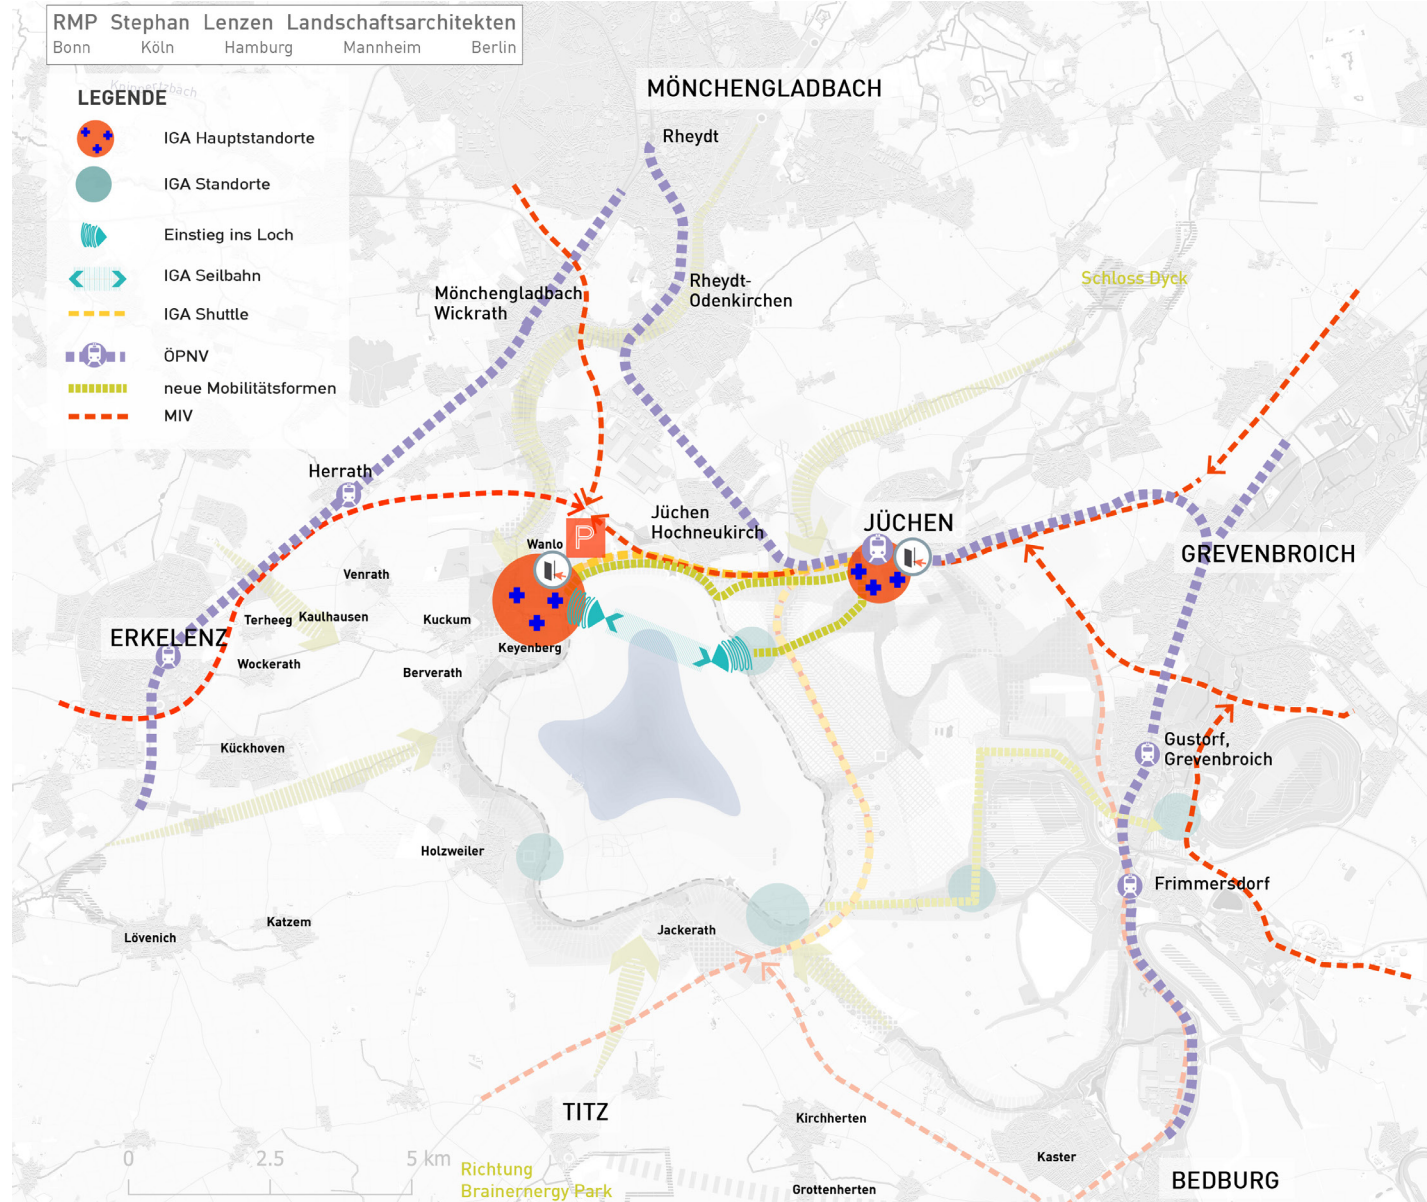 RMP Stephan Lenzen Landschaftsarchitekten
Bonn Köln Hamburg Mannheim Berlin
LEGENDE
IGA Hauptstandorte
IGA Standorte
Einstieg ins Loch
IGA Seilbahn
IGA Shuttle
ÖPNV
neue Mobilitätsformen
MIV
MÖNCHENGLADBACH
Rheydt
Schloss Dyck
Rheydt-
Odenkirchen
Mönchengladbach
Wickrath
Herrath
Jüchen
Hochneukirch
JÜCHEN
P
Wanlo
GREVENBROICH
Venrath
Terheeg
Kaulhausen
Kuckum
ERKELENZ
Keyenberg
Wockerath
Berverath
Kückhoven
Gustorf,
Grevenbroich
Holzweiler
Frimmersdorf
Katzem
Lövenich
Jackerath
TITZ
Kirchherten
Kaster
0 2.5 5 km
Richtung
Brainernergy Park
BEDBURG
Grottenherten